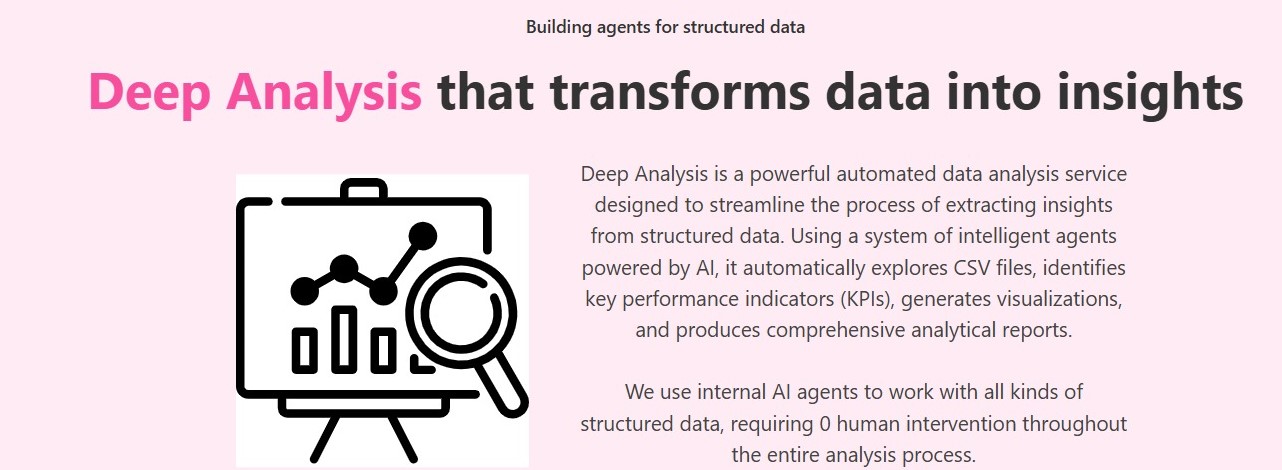 Building agents for structured data
Deep Analysis that transforms data into insights
Deep Analysis is a powerful automated data analysis service
designed to streamline the process of extracting insights
from structured data. Using a system of intelligent agents
powered by AI, it automatically explores CSV files, identifies
key performance indicators (KPIs), generates visualizations,
and produces comprehensive analytical reports.
We use internal AI agents to work with all kinds of
structured data, requiring 0 human intervention throughout
the entire analysis process.